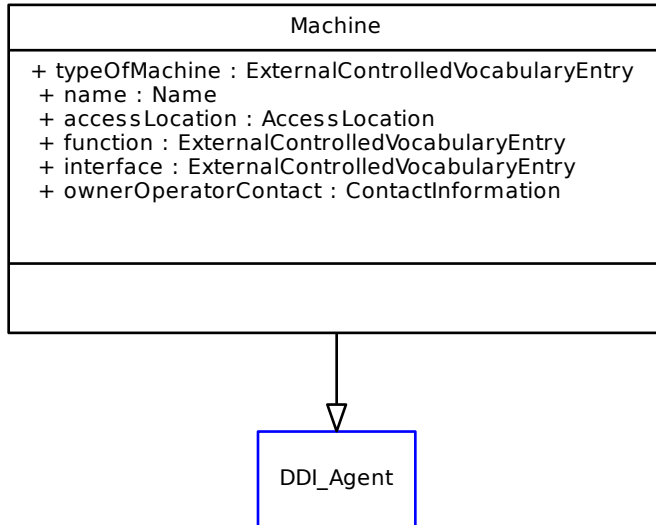 Machine
+ typeOfMachine : ExternalControlledVocabularyEntry
+ name : Name
+ accessLocation : AccessLocation
+ function : ExternalControlledVocabularyEntry
+ interface : ExternalControlledVocabularyEntry
+ ownerOperatorContact : ContactInformation
DDI_Agent